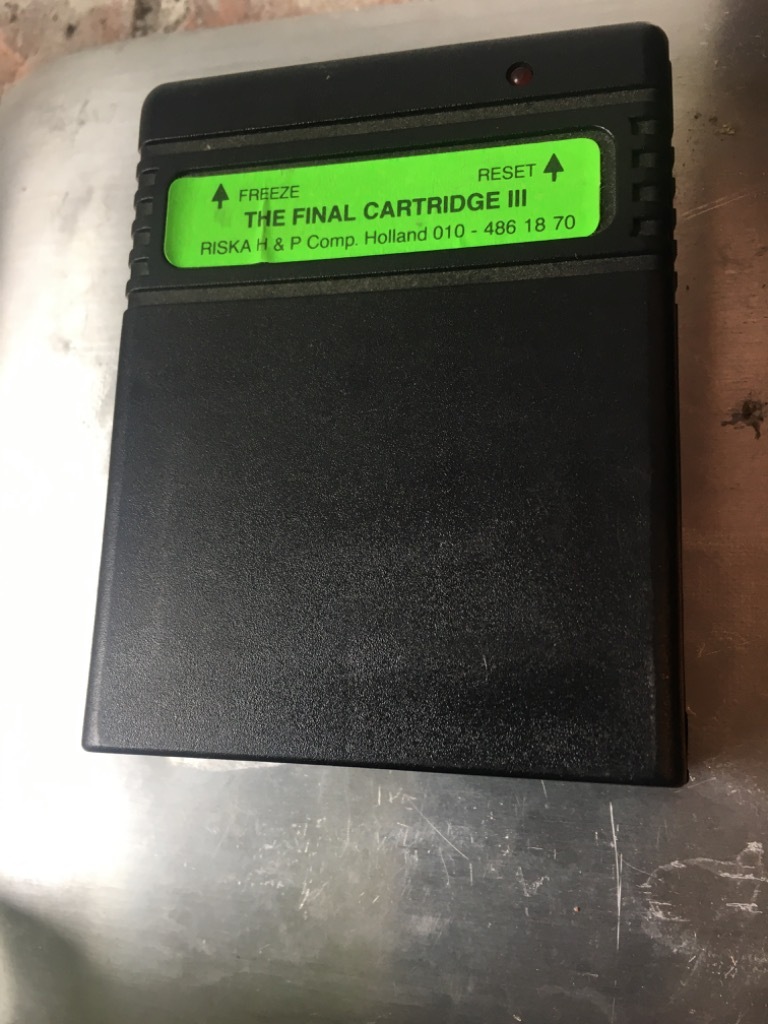 ↑ FREEZE RESET ↑
THE FINAL CARTRIDGE III
RISKA H & P Comp. Holland 010 - 486 18 70